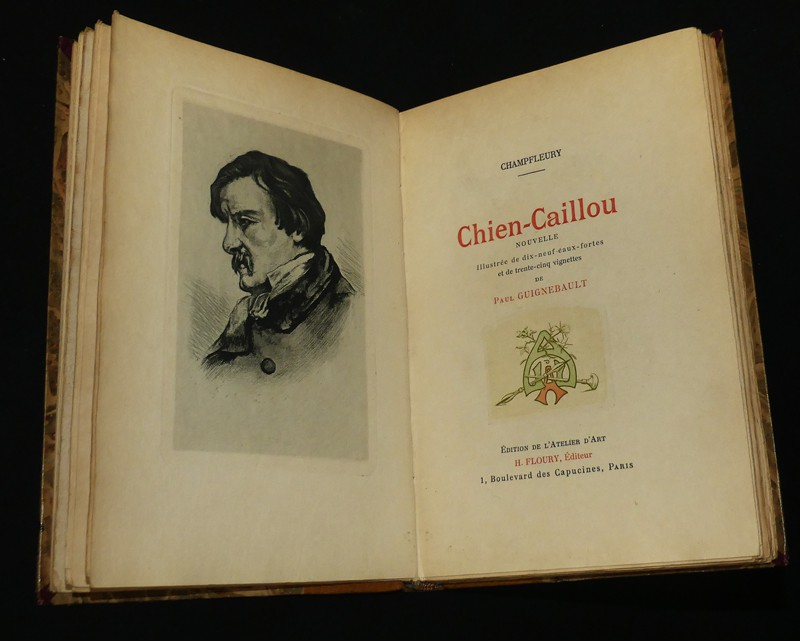 CHAMPFLEURY
Chien-Caillou
NOUVELLE
Illustrée de dix-neuf eaux-fortes
et de trente-cinq vignettes
DE
PAUL GUIGNEBAULT
ÉDITION DE L'ATELIER D'ART
H. FLOURY, Éditeur
1, Boulevard des Capucines, PARIS